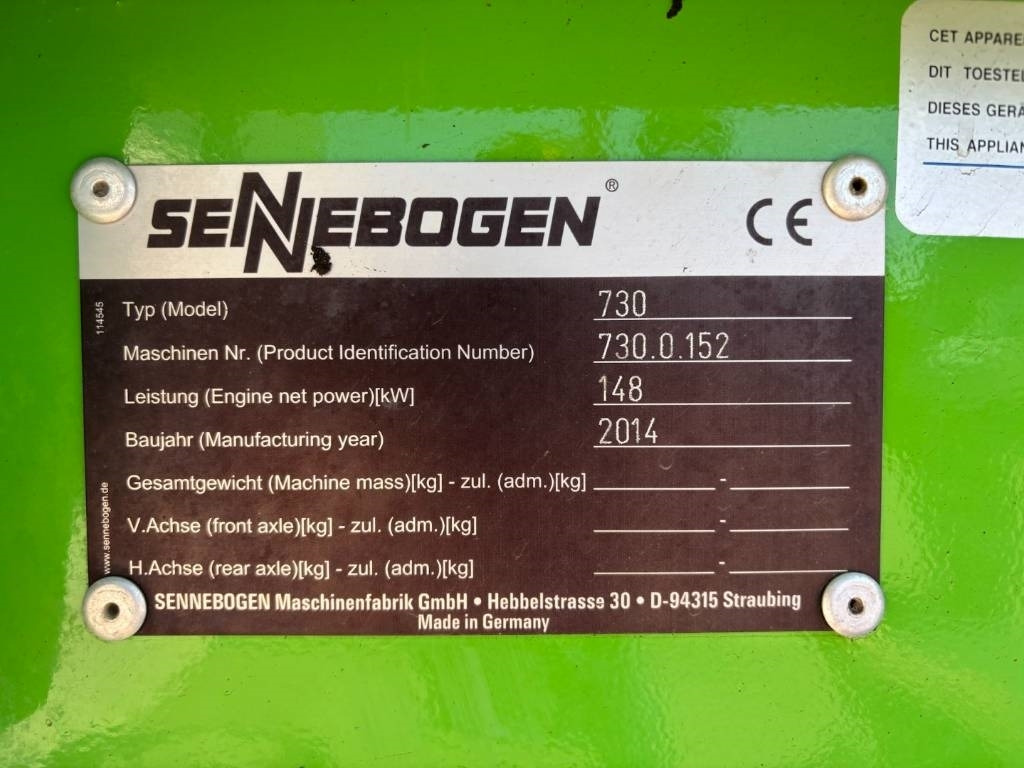 CET APPARE
DIT TOESTEL
DIESES GERÄ
THIS APPLIAN
SENNEBOGEN®
CE
114545
Typ (Model) 730
Maschinen Nr. (Product Identification Number) 730.0.152
Leistung (Engine net power)[kW] 148
Baujahr (Manufacturing year) 2014
Gesamtgewicht (Machine mass)[kg] - zul. (adm.)[kg] -
V.Achse (front axle)[kg] - zul. (adm.)[kg] -
H.Achse (rear axle)[kg] - zul. (adm.)[kg] -
www.sennebogen.de
SENNEBOGEN Maschinenfabrik GmbH • Hebbelstrasse 30 • D-94315 Straubing
Made in Germany